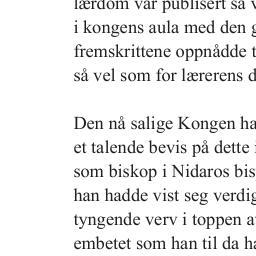 lærdom var publisert så v
i kongens aula med den g
fremskrittene oppnådde t
så vel som for lærerens d
Den nå salige Kongen ha
et talende bevis på dette i
som biskop i Nidaros bis
han hadde vist seg verdig
tyngende verv i toppen a
embetet som han til da ha